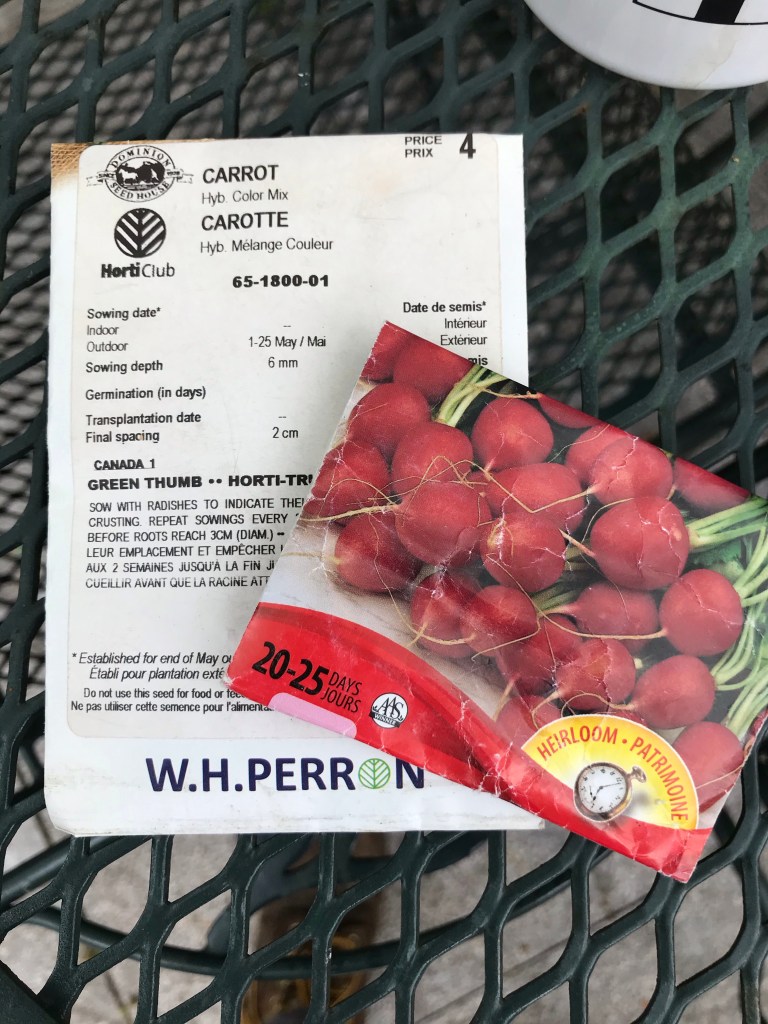 DOMINION
SEED HOUSE
HortiClub
PRICE
PRIX 4
CARROT
Hyb. Color Mix
CAROTTE
Hyb. Mélange Couleur
65-1800-01
Sowing date* Date de semis*
Indoor -- Intérieur
Outdoor 1-25 May / Mai Extérieur
Sowing depth 6 mm mis
Germination (in days)
Transplantation date --
Final spacing 2 cm
CANADA 1
GREEN THUMB •• HORTI-TR
SOW WITH RADISHES TO INDICATE
CRUSTING. REPEAT SOWINGS EVERY
BEFORE ROOTS REACH 3CM (DIAM.) --
LEUR EMPLACEMENT ET EMPÊCHER
AUX 2 SEMAINES JUSQU'À LA FIN
CUEILLIR AVANT QUE LA RACINE
* Established for end of May
Établi pour plantation
Do not use this seed for food or
Ne pas utiliser cette semence pour
W.H.PERRON
20-25 DAYS
JOURS
AAS
WINNER
HEIRLOOM • PATRIMOINE